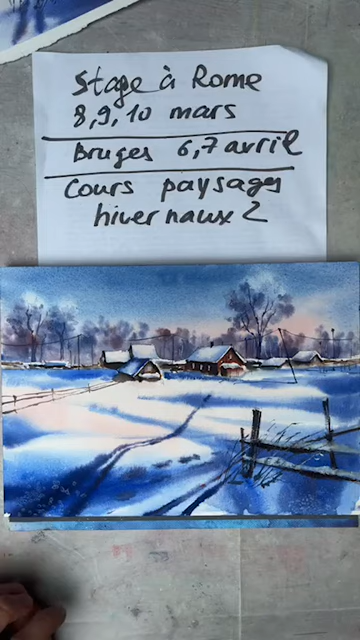 Stage à Rome
8,9,10 mars
Bruges 6,7 avril
Cours paysages
hivernaux 2